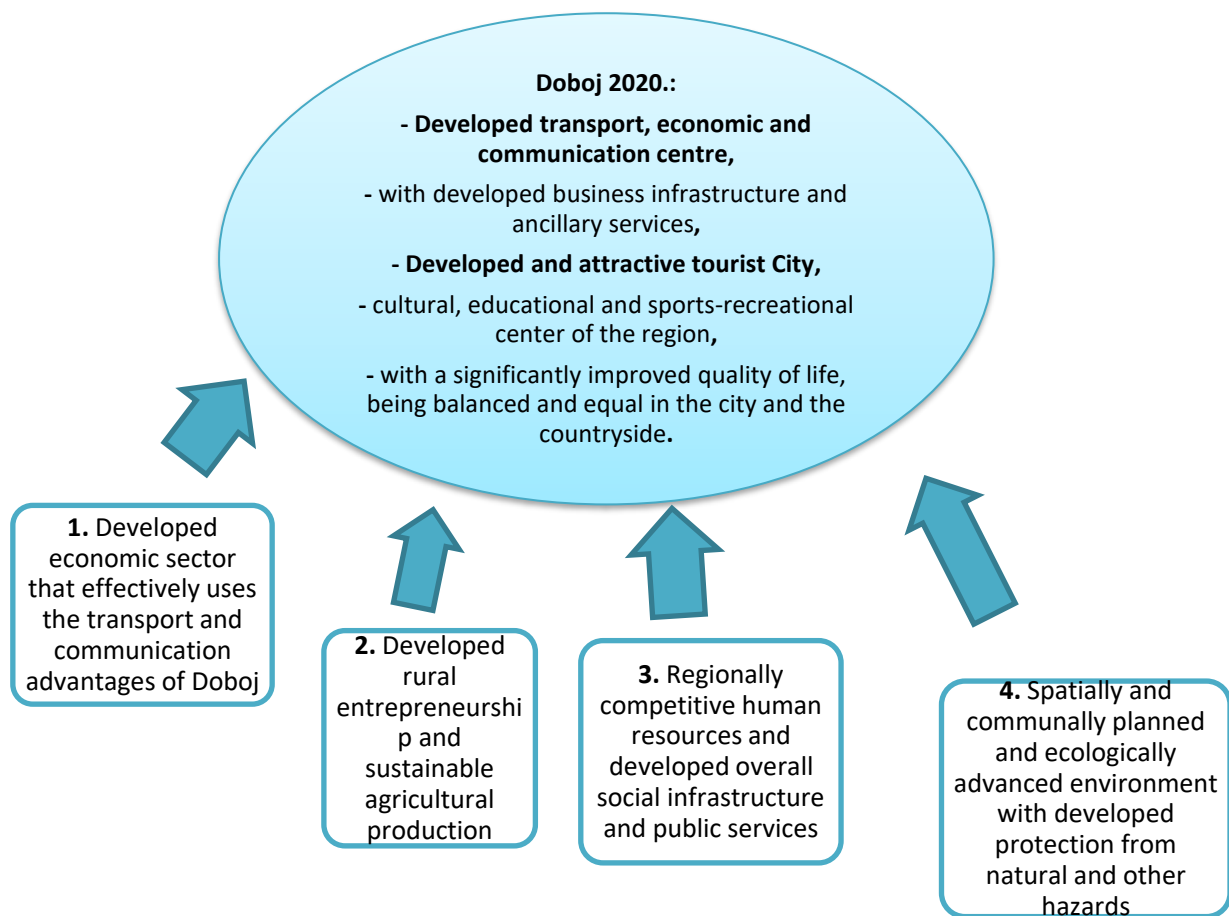 Doboj 2020.:
- Developed transport, economic and
communication centre,
- with developed business infrastructure and
ancillary services,
- Developed and attractive tourist City,
- cultural, educational and sports-recreational
center of the region,
- with a significantly improved quality of life,
being balanced and equal in the city and the
countryside.
1. Developed
economic sector
that effectively uses
the transport and
communication
advantages of Doboj
2. Developed
rural
entrepreneurshi
p and
sustainable
agricultural
production
3. Regionally
competitive human
resources and
developed overall
social infrastructure
and public services
4. Spatially and
communally planned
and ecologically
advanced environment
with developed
protection from
natural and other
hazards